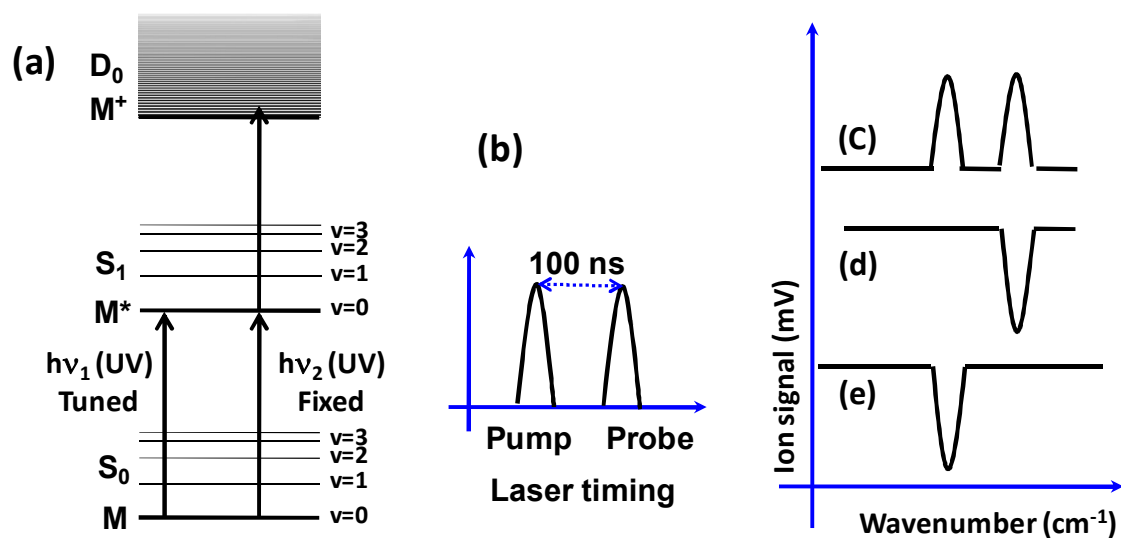 (a)
D₀
M⁺
v=3
v=2
S₁
v=1
M*
v=0
hν₁ (UV)
Tuned
hν₂ (UV)
Fixed
v=3
v=2
S₀
v=1
M
v=0
(b)
100 ns
Pump
Probe
Laser timing
(C)
(d)
(e)
Ion signal (mV)
Wavenumber (cm⁻¹)